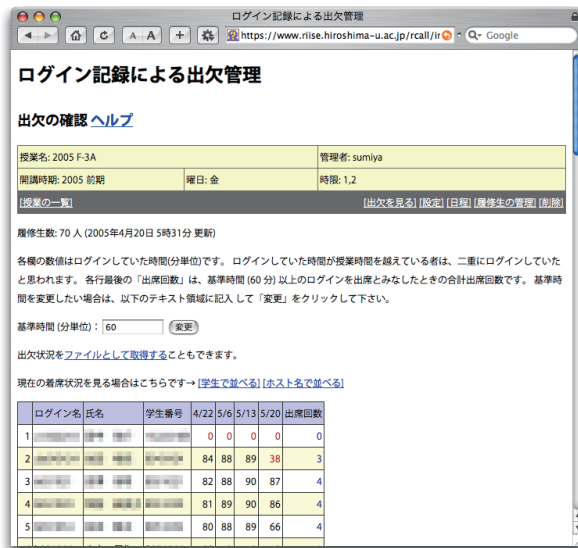 ログイン記録による出欠管理
A A
https://www.riise.hiroshima-u.ac.jp/rcall/ir
Google
ログイン記録による出欠管理
出欠の確認 ヘルプ
授業名: 2005 F-3A 管理者: sumiya
開講時期: 2005 前期 曜日: 金 時限: 1,2
[授業の一覧] [出欠を見る] [設定] [日程] [履修生の管理] [削除]
履修生数: 70 人 (2005年4月20日 5時31分 更新)
各欄の数値はログインしていた時間(分単位)です。 ログインしていた時間が授業時間を越えている者は、二重にログインしていた
と思われます。 各行最後の「出席回数」は、基準時間 (60 分) 以上のログインを出席とみなしたときの合計出席回数です。 基準時
間を変更したい場合は、以下のテキスト領域に記入 して「変更」をクリックして下さい。
基準時間 (分単位)： 60 変更
出欠状況をファイルとして取得することもできます。
現在の着席状況を見る場合はこちらです→ [学生で並べる] [ホスト名で並べる]
ログイン名 氏名 学生番号 4/22 5/6 5/13 5/20 出席回数
1 0 0 0 0 0
2 84 88 89 38 3
3 82 88 90 87 4
4 81 89 90 86 4
5 80 88 89 66 4